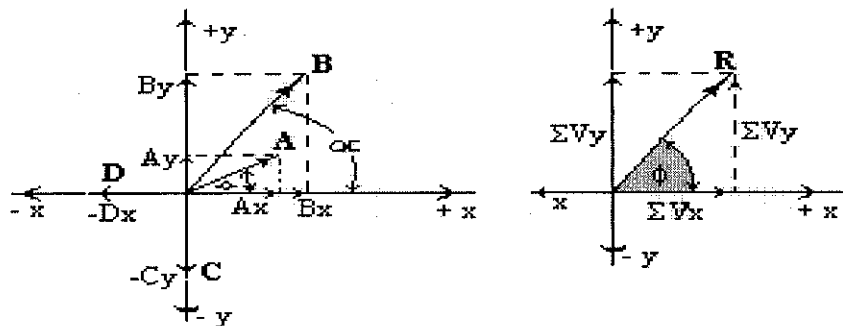 +y
+y
B
R
By
A
ΣVy
ΣVy
Ay
α
D
ϕ
- x
-Dx
Ax
Bx
+ x
x
ΣVx
+ x
-Cy
C
- y
- y